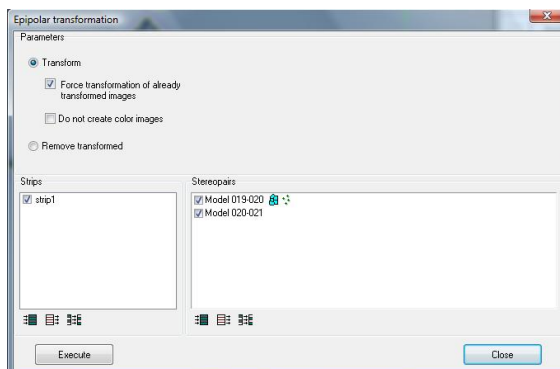 Epipolar transformation
Parameters
Transform
Force transformation of already
transformed images
Do not create color images
Remove transformed
Strips
strip1
Stereopairs
Model 019-020
Model 020-021
Execute
Close